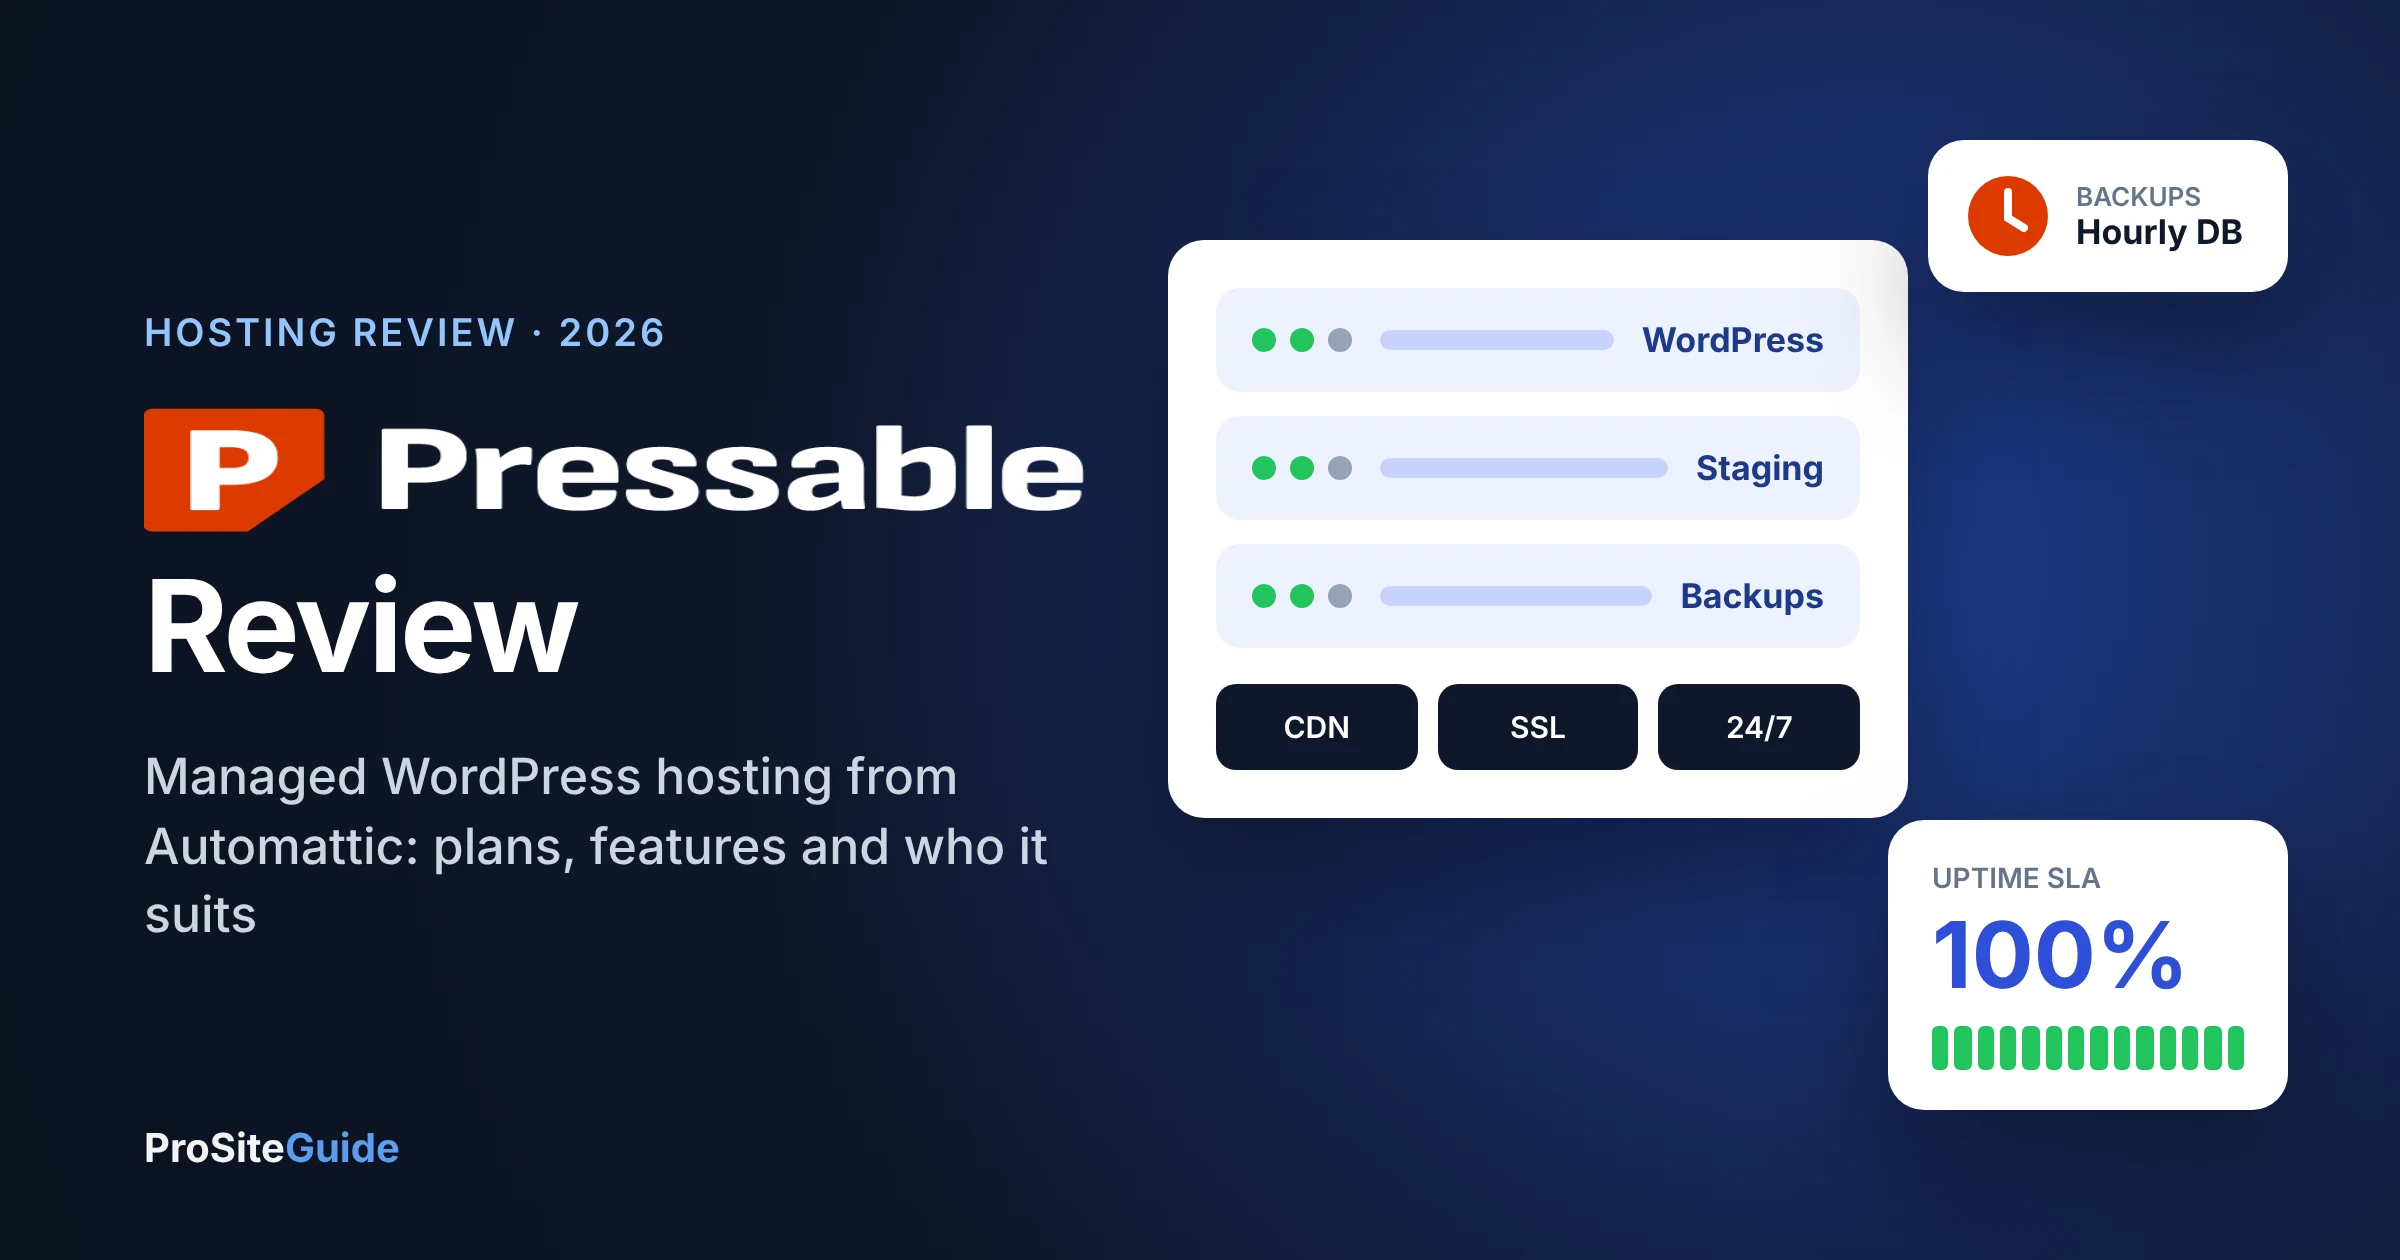 HOSTING REVIEW · 2026
P Pressable
Review
Managed WordPress hosting from
Automattic: plans, features and who it
suits
ProSiteGuide
WordPress
Staging
Backups
CDN
SSL
24/7
BACKUPS
Hourly DB
UPTIME SLA
100%